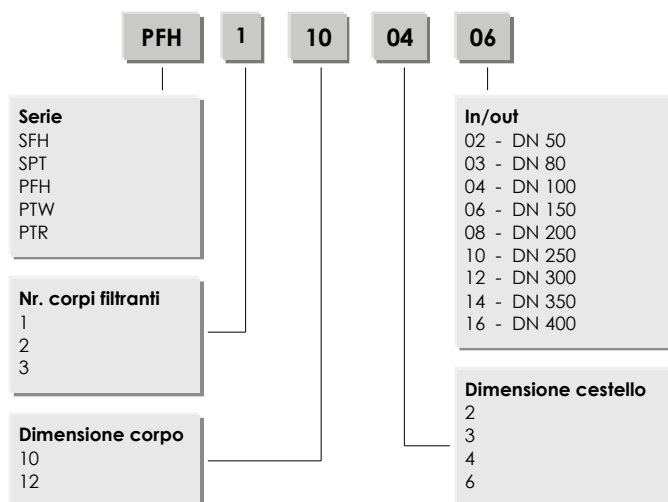 PFH 1 10 04 06
Serie
SFH
SPT
PFH
PTW
PTR
Nr. corpi filtranti
1
2
3
Dimensione corpo
10
12
In/out
02 - DN 50
03 - DN 80
04 - DN 100
06 - DN 150
08 - DN 200
10 - DN 250
12 - DN 300
14 - DN 350
16 - DN 400
Dimensione cestello
2
3
4
6